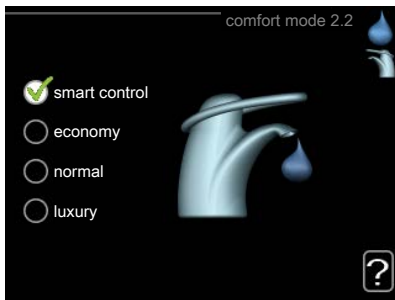 comfort mode 2.2
smart control
economy
normal
luxury
?